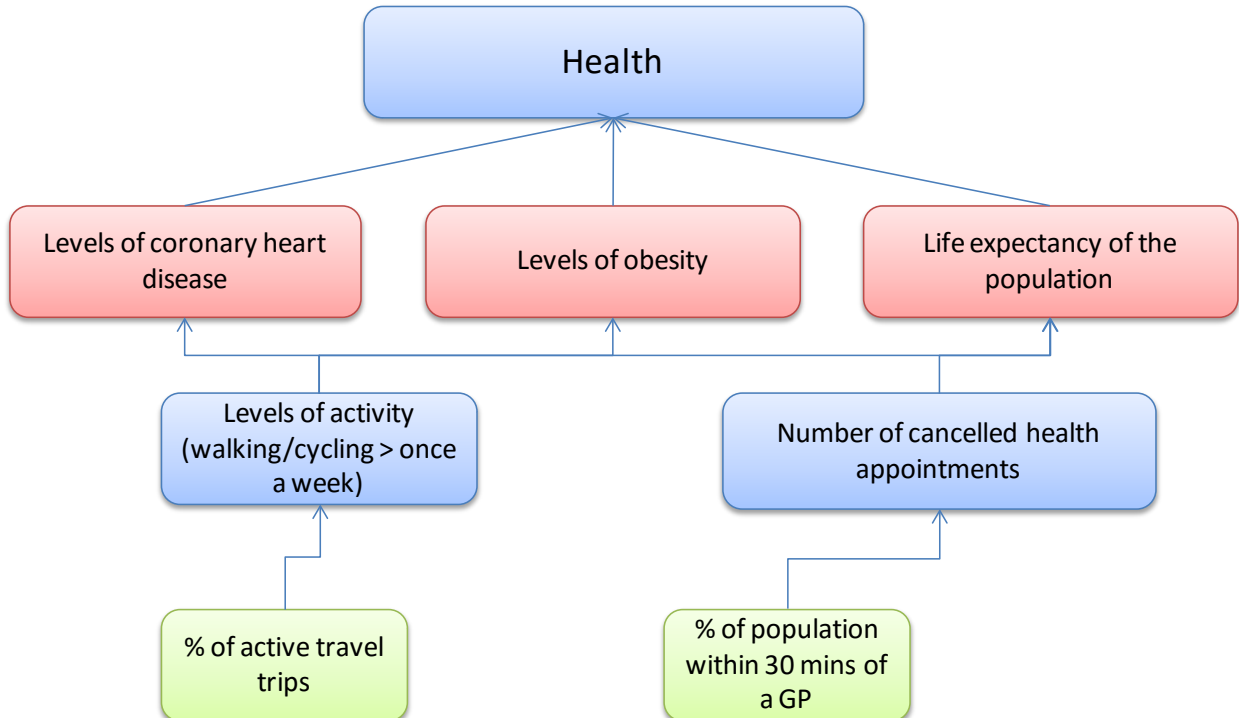 Health
Levels of coronary heart
disease
Levels of obesity
Life expectancy of the
population
Levels of activity
(walking/cycling > once
a week)
Number of cancelled health
appointments
% of active travel
trips
% of population
within 30 mins of
a GP